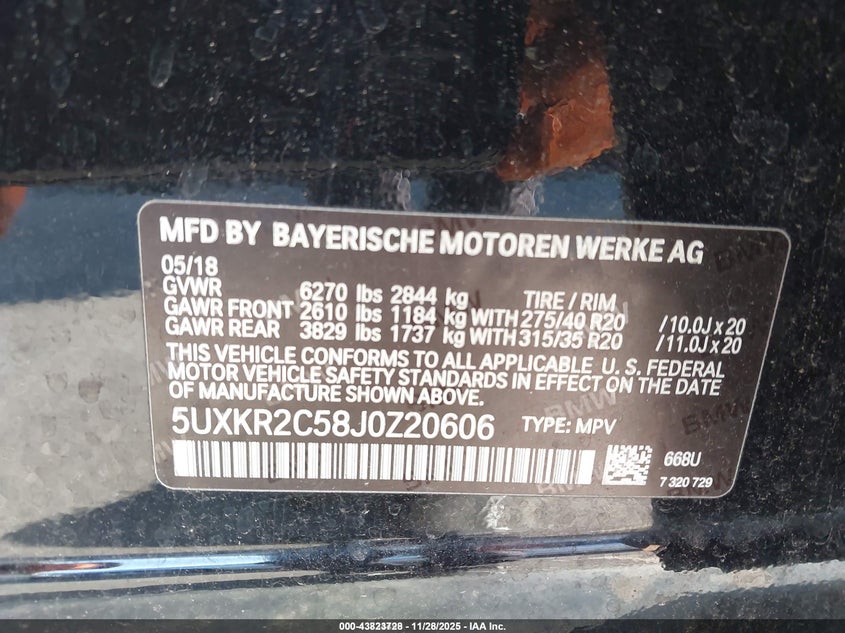 MFD BY BAYERISCHE MOTOREN WERKE AG
05/18
GVWR 6270 lbs 2844 kg TIRE / RIM
GAWR FRONT 2610 lbs 1184 kg WITH 275/40 R20 / 10.0J x 20
GAWR REAR 3829 lbs 1737 kg WITH 315/35 R20 / 11.0J x 20
THIS VEHICLE CONFORMS TO ALL APPLICABLE U. S. FEDERAL
MOTOR VEHICLE SAFETY STANDARDS IN EFFECT ON THE DATE
OF MANUFACTURE SHOWN ABOVE.
5UXKR2C58J0Z20606 TYPE: MPV
668U
7 320 729
000-43823728 - 11/28/2025 - IAA Inc.